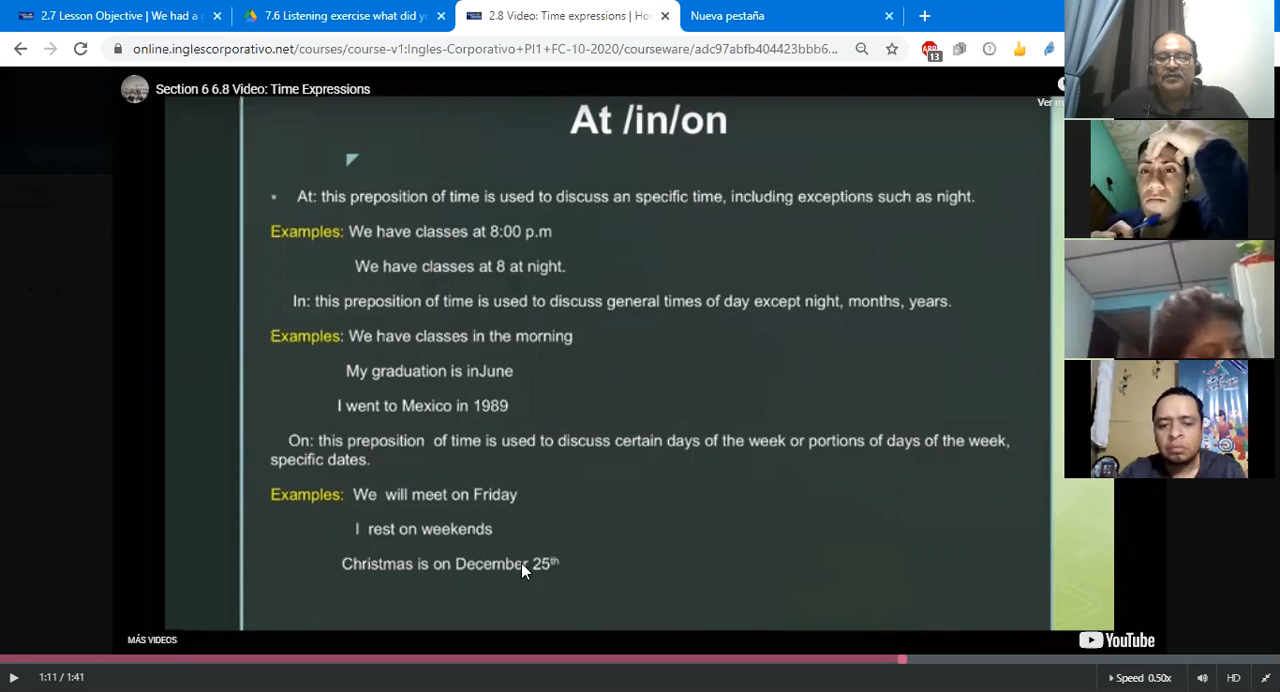 2.7 Lesson Objective | We had a
7.6 Listening exercise what did y
2.8 Video: Time expressions | Ho
Nueva pestaña
online.inglescorporativo.net/courses/course-v1:Ingles-Corporativo+PI1+FC-10-2020/courseware/adc97abfb404423bbb6...
ABP
13
Section 6 6.8 Video: Time Expressions
Ver m
At /in/on
At: this preposition of time is used to discuss an specific time, including exceptions such as night.
Examples: We have classes at 8:00 p.m
We have classes at 8 at night.
In: this preposition of time is used to discuss general times of day except night, months, years.
Examples: We have classes in the morning
My graduation is inJune
I went to Mexico in 1989
On: this preposition of time is used to discuss certain days of the week or portions of days of the week,
specific dates.
Examples: We will meet on Friday
I rest on weekends
Christmas is on December 25th
MÁS VIDEOS
YouTube
1:11 / 1:41
Speed 0.50x
HD